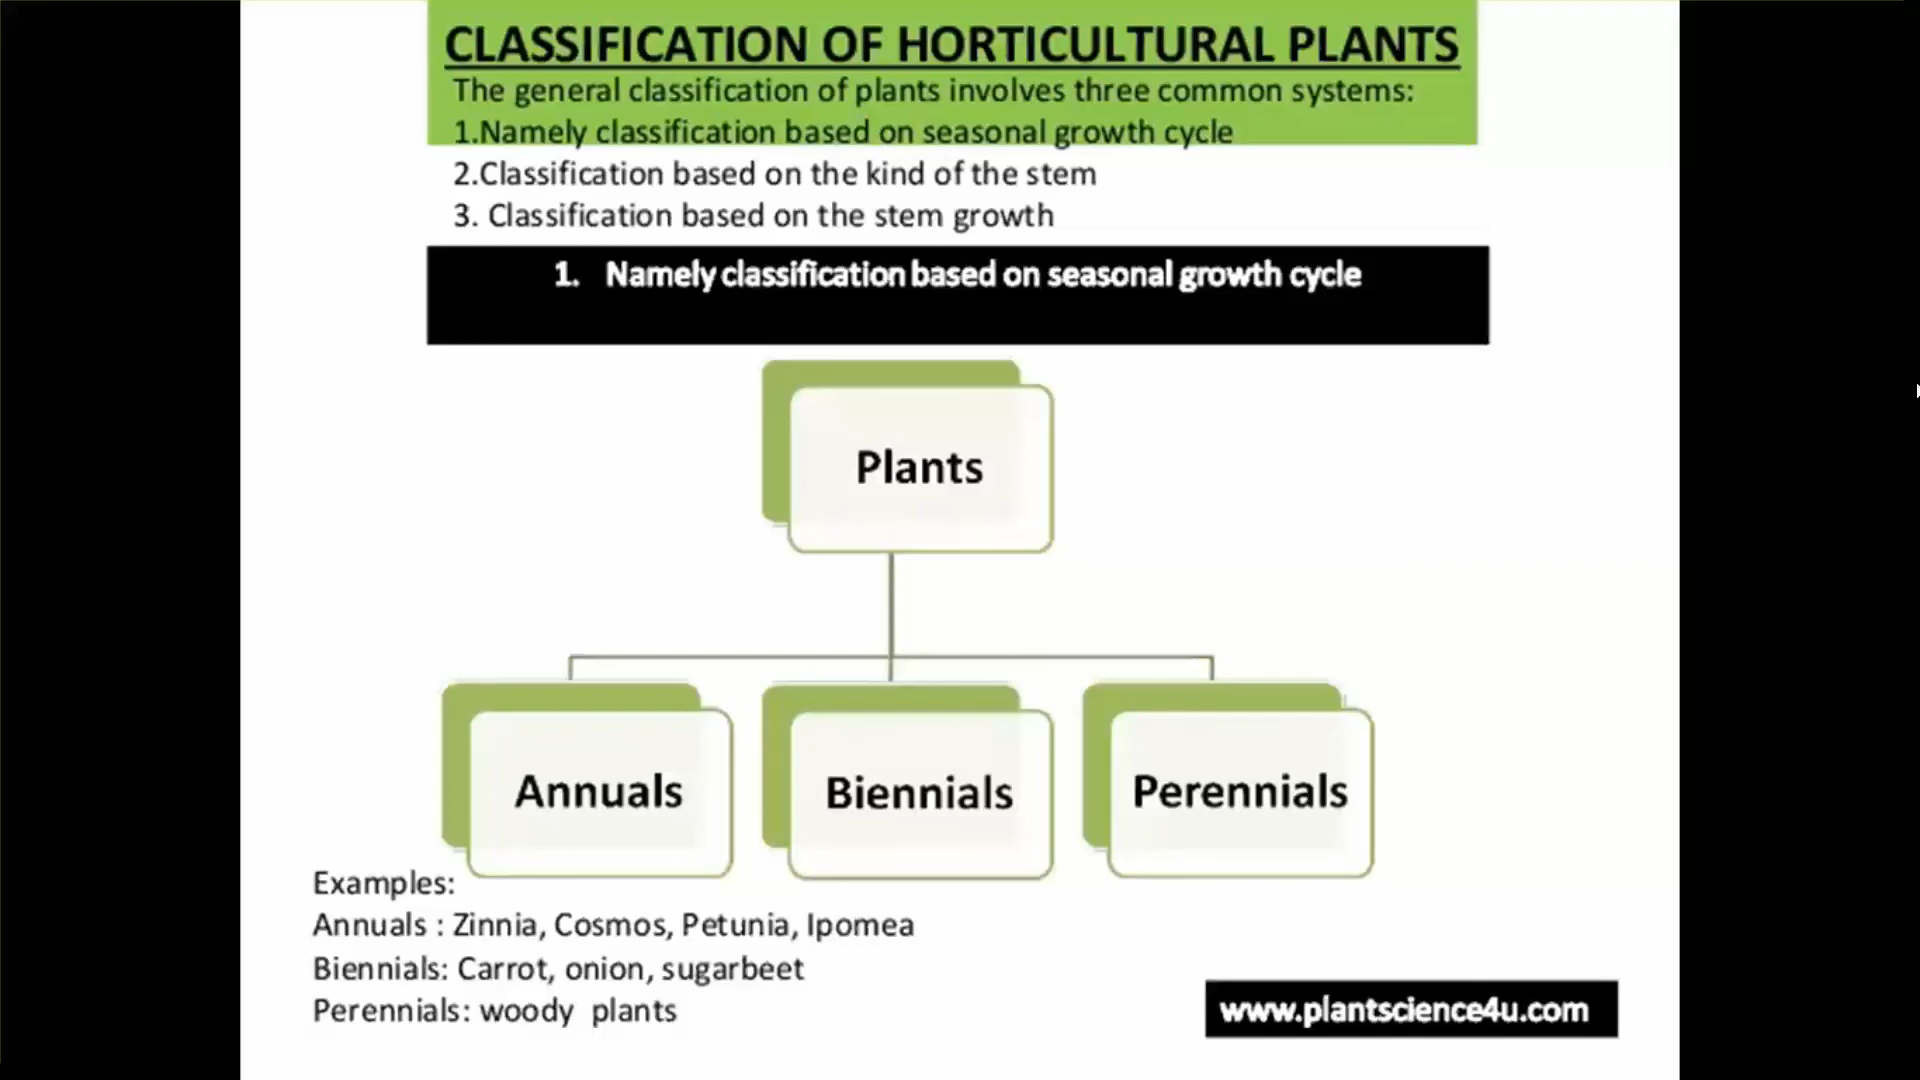 CLASSIFICATION OF HORTICULTURAL PLANTS
The general classification of plants involves three common systems:
1.Namely classification based on seasonal growth cycle
2.Classification based on the kind of the stem
3. Classification based on the stem growth
1. Namely classification based on seasonal growth cycle
Plants
Annuals
Biennials
Perennials
Examples:
Annuals : Zinnia, Cosmos, Petunia, Ipomea
Biennials: Carrot, onion, sugarbeet
Perennials: woody plants
www.plantscience4u.com